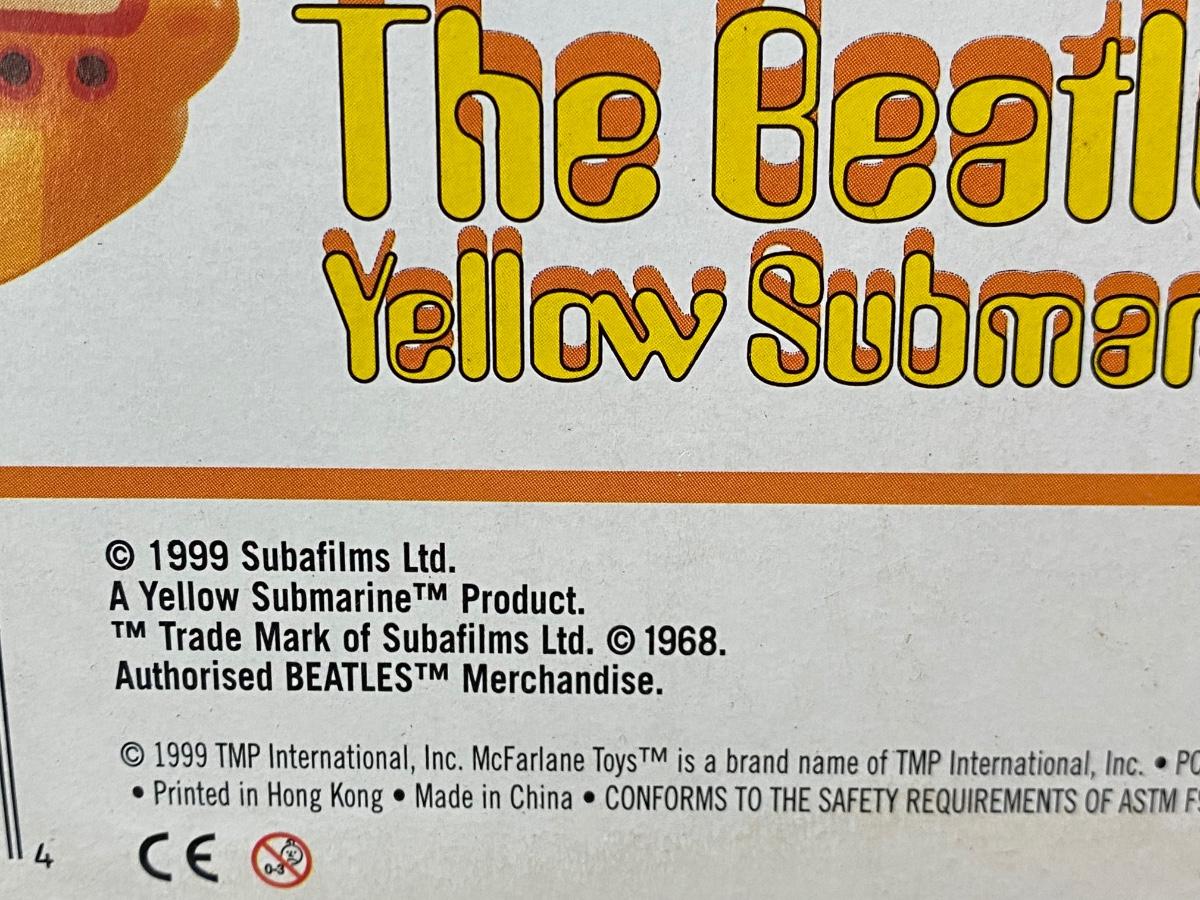 The Beatl
Yellow Submar
© 1999 Subafilms Ltd.
A Yellow Submarine™ Product.
™ Trade Mark of Subafilms Ltd. © 1968.
Authorised BEATLES™ Merchandise.
© 1999 TMP International, Inc. McFarlane Toys™ is a brand name of TMP International, Inc. • PO
• Printed in Hong Kong • Made in China • CONFORMS TO THE SAFETY REQUIREMENTS OF ASTM F
4
CE
0-3